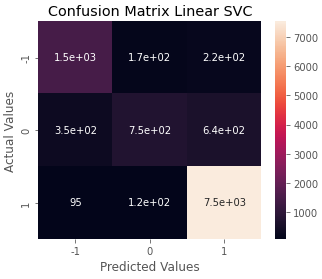 Confusion Matrix Linear SVC
-1
1.5e+03 1.7e+02 2.2e+02
0
3.5e+02 7.5e+02 6.4e+02
1
95 1.2e+02 7.5e+03
-1 0 1
Predicted Values
Actual Values
7000
6000
5000
4000
3000
2000
1000